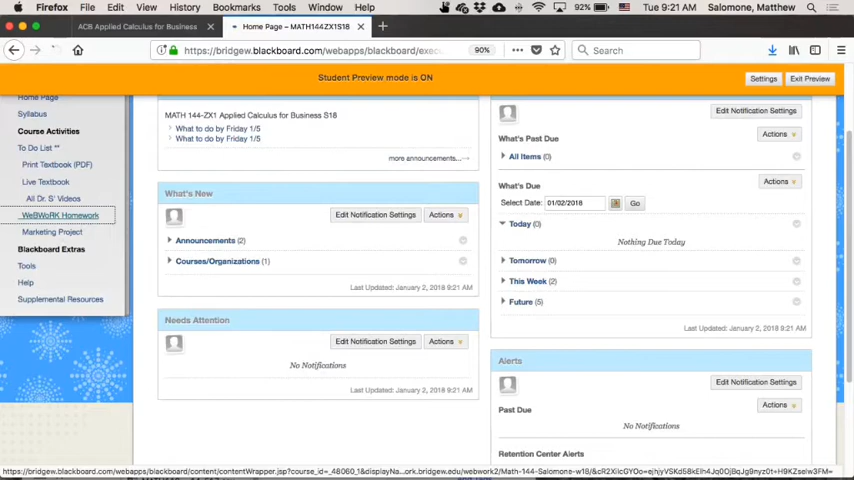 Firefox File Edit View History Bookmarks Tools Window Help 92% Tue 9:21 AM Salomone, Matthew
ACB Applied Calculus for Business
Home Page – MATH144ZX1S18
https://bridgew.blackboard.com/webapps/blackboard/exec
90%
Search
Student Preview mode is ON
Settings
Exit Preview
Home Page
Syllabus
Course Activities
To Do List **
Print Textbook (PDF)
Live Textbook
All Dr. S' Videos
WeBWorK Homework
Marketing Project
Blackboard Extras
Tools
Help
Supplemental Resources
MATH 144-ZX1 Applied Calculus for Business S18
What to do by Friday 1/5
What to do by Friday 1/5
more announcements...→
What's New
Edit Notification Settings
Actions
Announcements (2)
Courses/Organizations (1)
Last Updated: January 2, 2018 9:21 AM
Needs Attention
Edit Notification Settings
Actions
No Notifications
Last Updated: January 2, 2018 9:21 AM
Edit Notification Settings
What's Past Due
Actions
All Items (0)
Actions
What's Due
Select Date: 01/02/2018 Go
Today (0)
Nothing Due Today
Tomorrow (0)
This Week (2)
Future (5)
Last Updated: January 2, 2018 9:21 AM
Alerts
Edit Notification Settings
Past Due
Actions
No Notifications
Retention Center Alerts